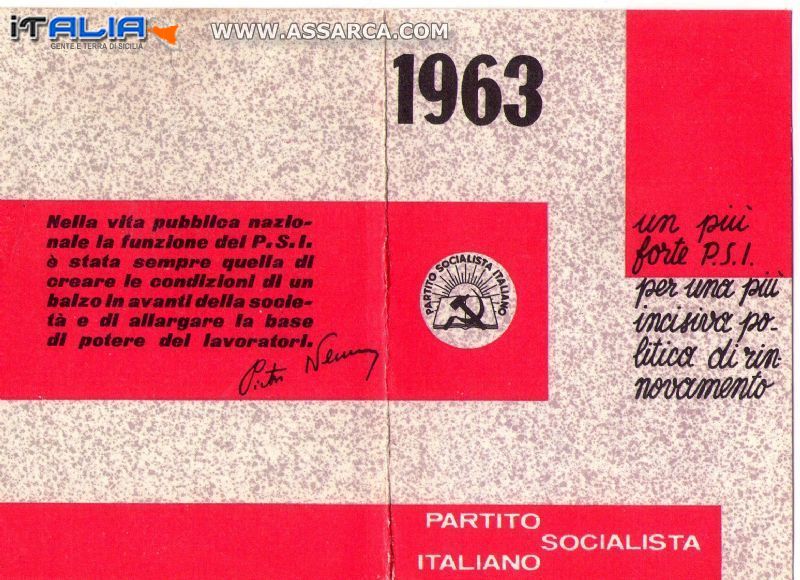 iTALIA
GENTE E TERRA DI SICILIA
WWW.ASSARCA.COM
1963
Nella vita pubblica nazio-
nale la funzione del P.S.I.
è stata sempre quella di
creare le condizioni di un
balzo in avanti della socie-
tà e di allargare la base
di potere dei lavoratori.
Pietro Nenni
PARTITO SOCIALISTA ITALIANO
un più
forte P.S.I.
per una più
incisiva po-
litica di rin
novamento
PARTITO
SOCIALISTA
ITALIANO